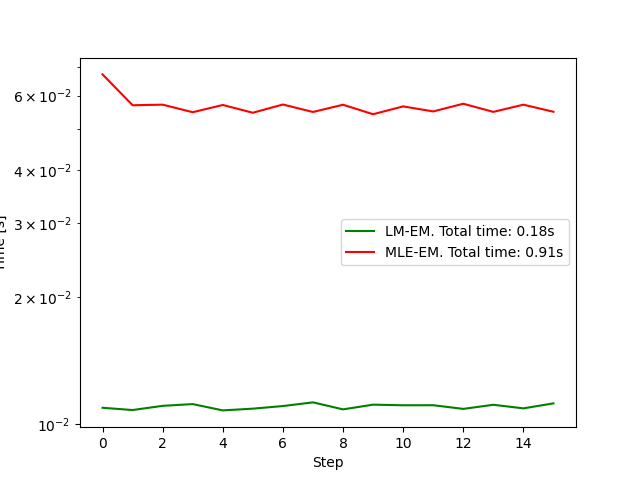 6 × 10⁻²
4 × 10⁻²
3 × 10⁻²
2 × 10⁻²
10⁻²
LM-EM. Total time: 0.18s
MLE-EM. Total time: 0.91s
0 2 4 6 8 10 12 14
Step